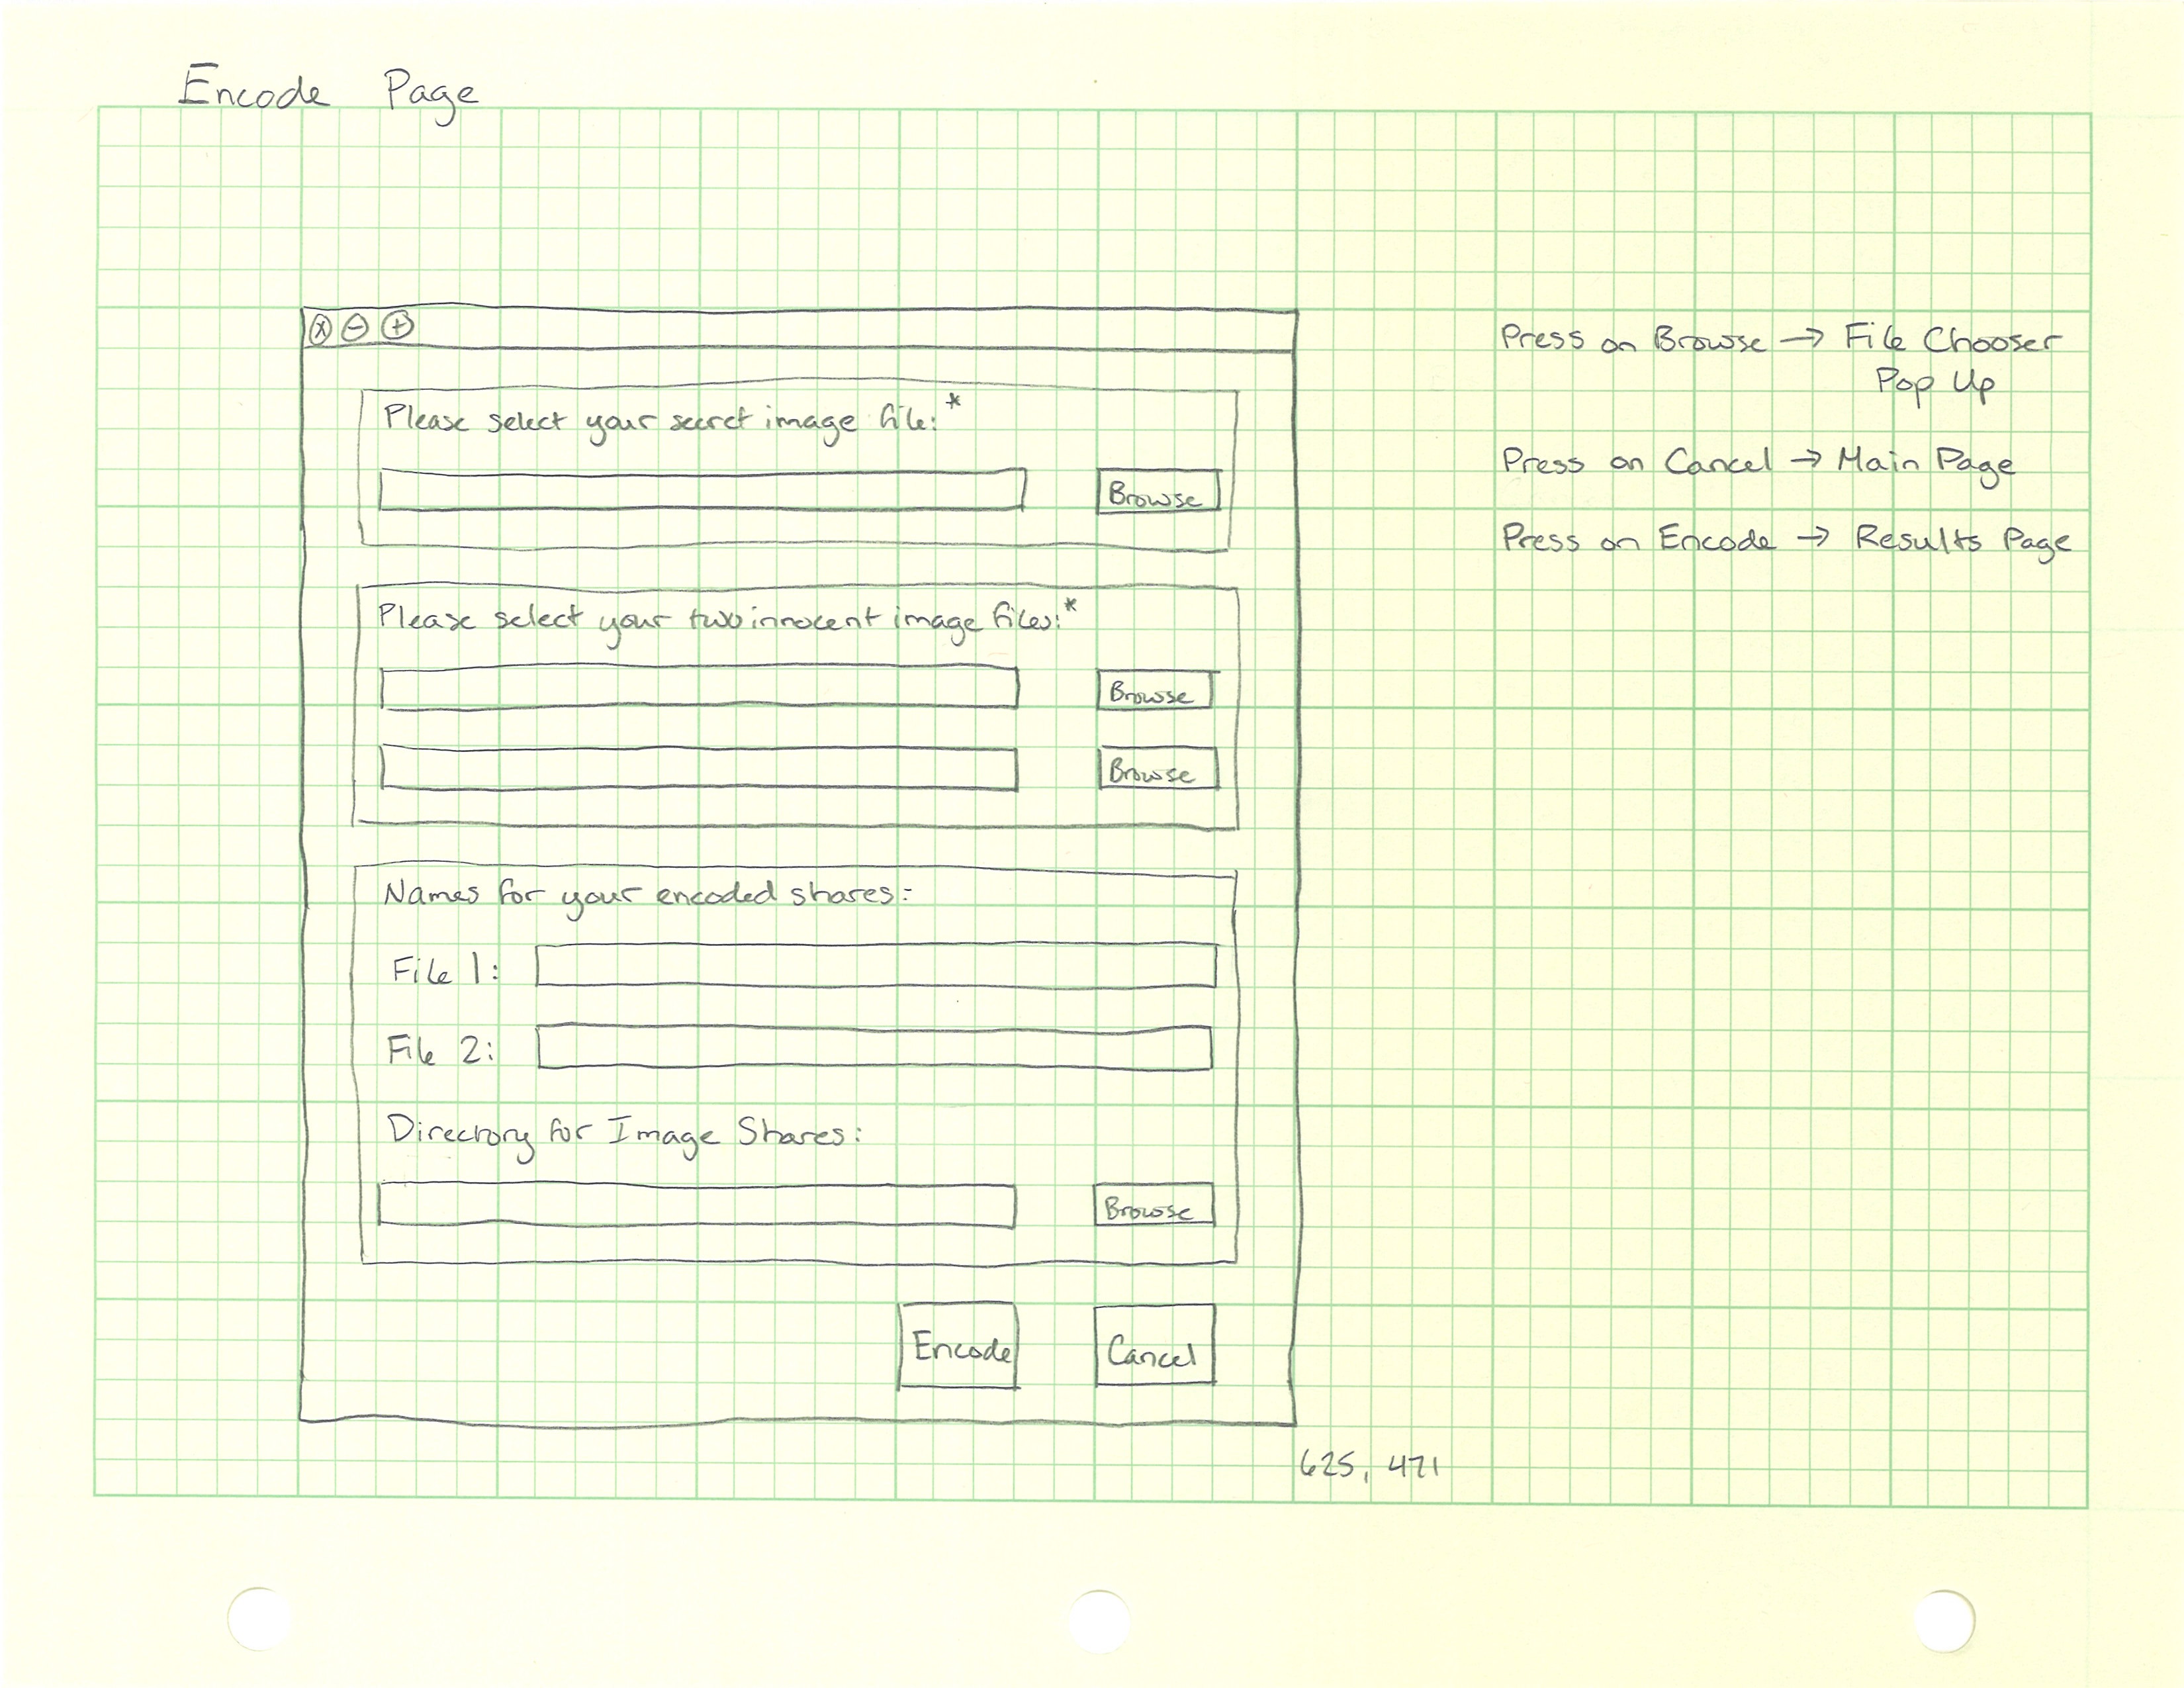 Encode Page
Press on Browse → File Chooser
Pop Up
Press on Cancel → Main Page
Press on Encode → Results Page
Please select your secret image file:*
Browse
Please select your two innocent image files:*
Browse
Browse
Names for your encoded shares:
File 1:
File 2:
Directory for Image Shares:
Browse
Encode Cancel
625, 471